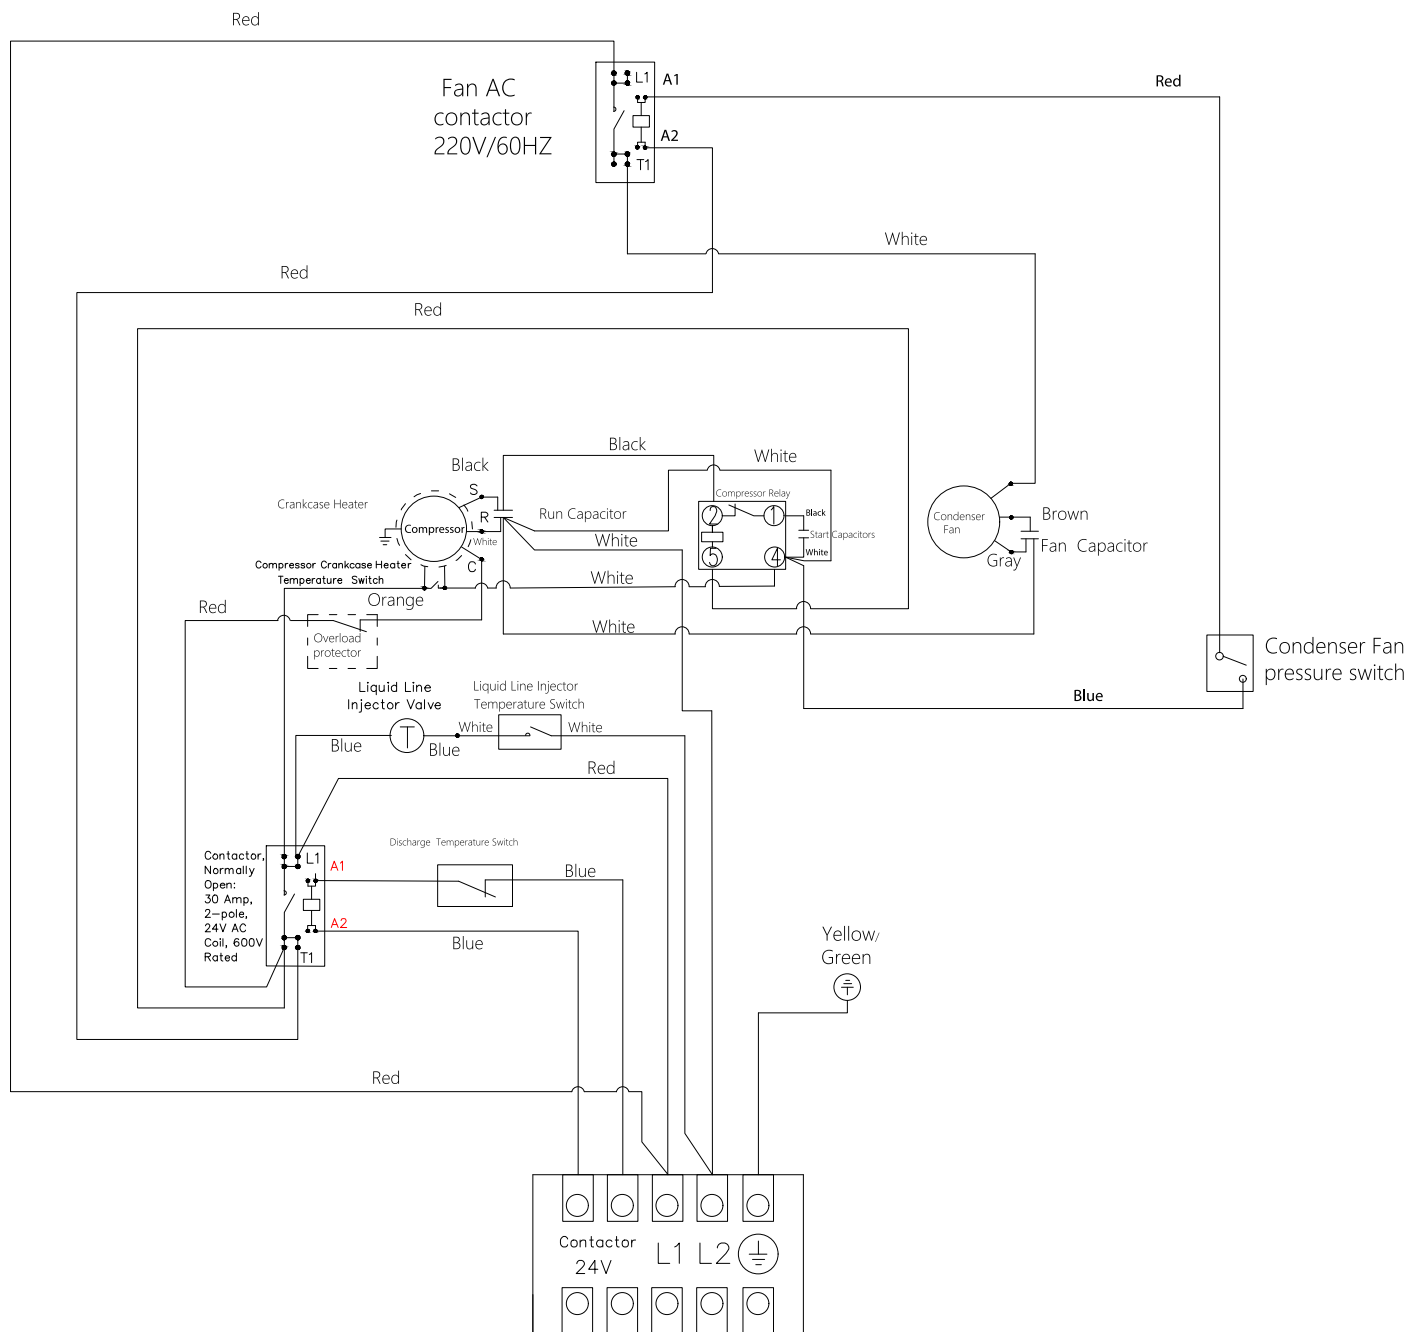 Red
Fan AC
contactor
220V/60HZ
L1
A1
A2
T1
Red
White
Red
Red
Black
White
Black
S
Crankcase Heater
R
Compressor
White
Run Capacitor
White
Compressor Relay
2
1
Black
Start Capacitors
White
5
4
Condenser
Fan
Brown
Fan Capacitor
Gray
Compressor Crankcase Heater
Temperature Switch
C
White
Orange
Red
Overload
protector
White
Condenser Fan
pressure switch
Blue
Liquid Line
Injector Valve
Liquid Line Injector
Temperature Switch
T
Blue
Blue
White
White
Red
Contactor,
Normally
Open:
30 Amp,
2-pole,
24V AC
Coil, 600V
Rated
L1
A1
A2
T1
Discharge Temperature Switch
Blue
Blue
Yellow/
Green
Red
Contactor
24V
L1
L2